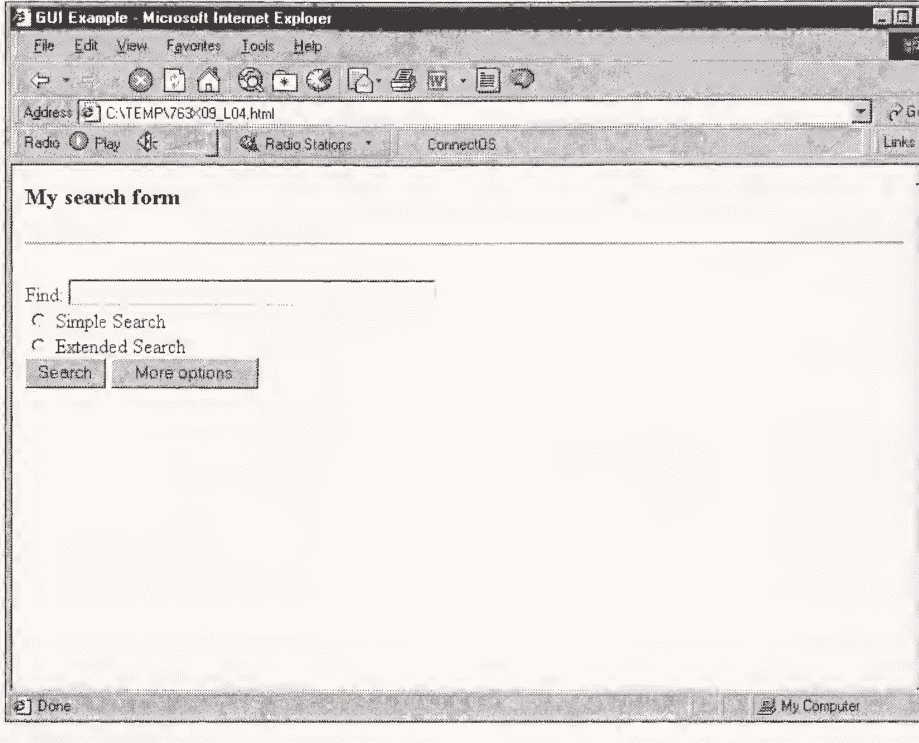 GUI Example - Microsoft Internet Explorer
File Edit View Favorites Tools Help
Address C:\TEMP\763X09_L04.html
Radio Play Radio Stations ConnectOS Links
My search form
Find:
Simple Search
Extended Search
Search More options...
Done My Computer